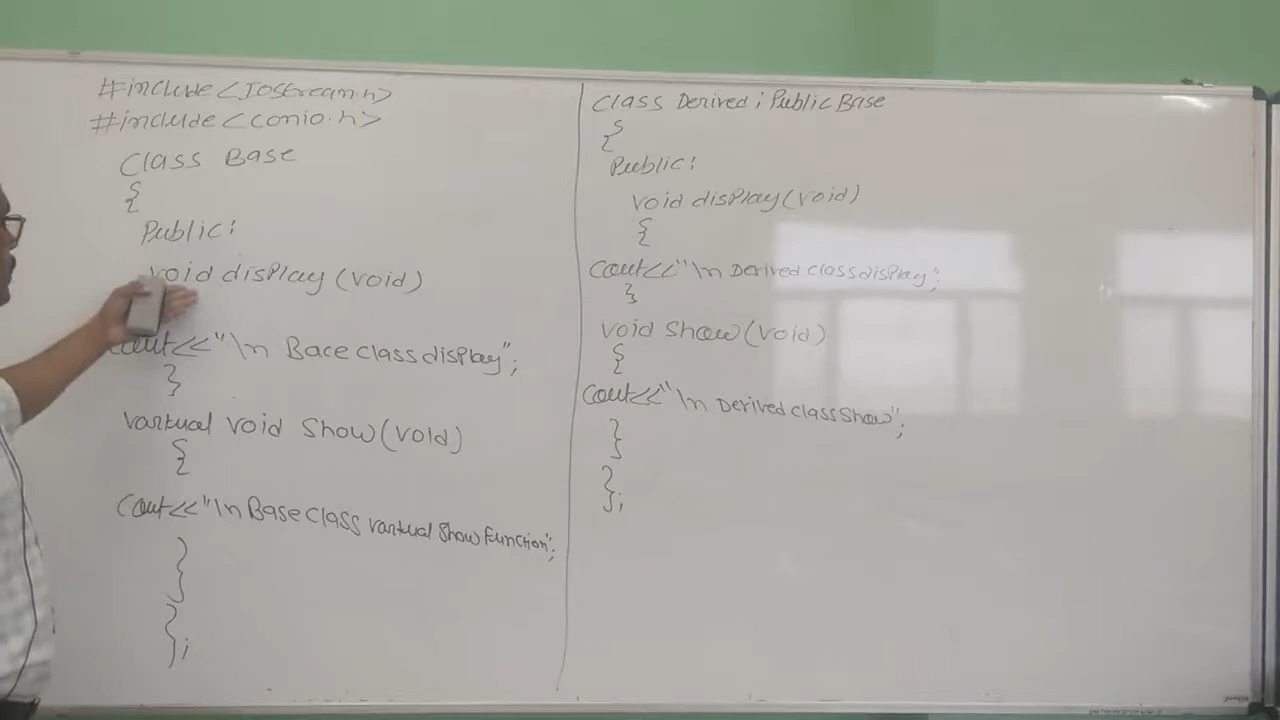 #include<Iostream.h>
#include<conio.h>
Class Base
{
Public:
void display(void)
cout<<"\n Bace class display";
}
vartual void Show(void)
{
cout<<"\n Base class vartual Show Function";
}
};
Class Derived; Public Base
{
Public:
void display(void)
{
cout<<"\n Derived class display;
}
void Show(void)
{
cout<<"\n Derived class Show";
}
};